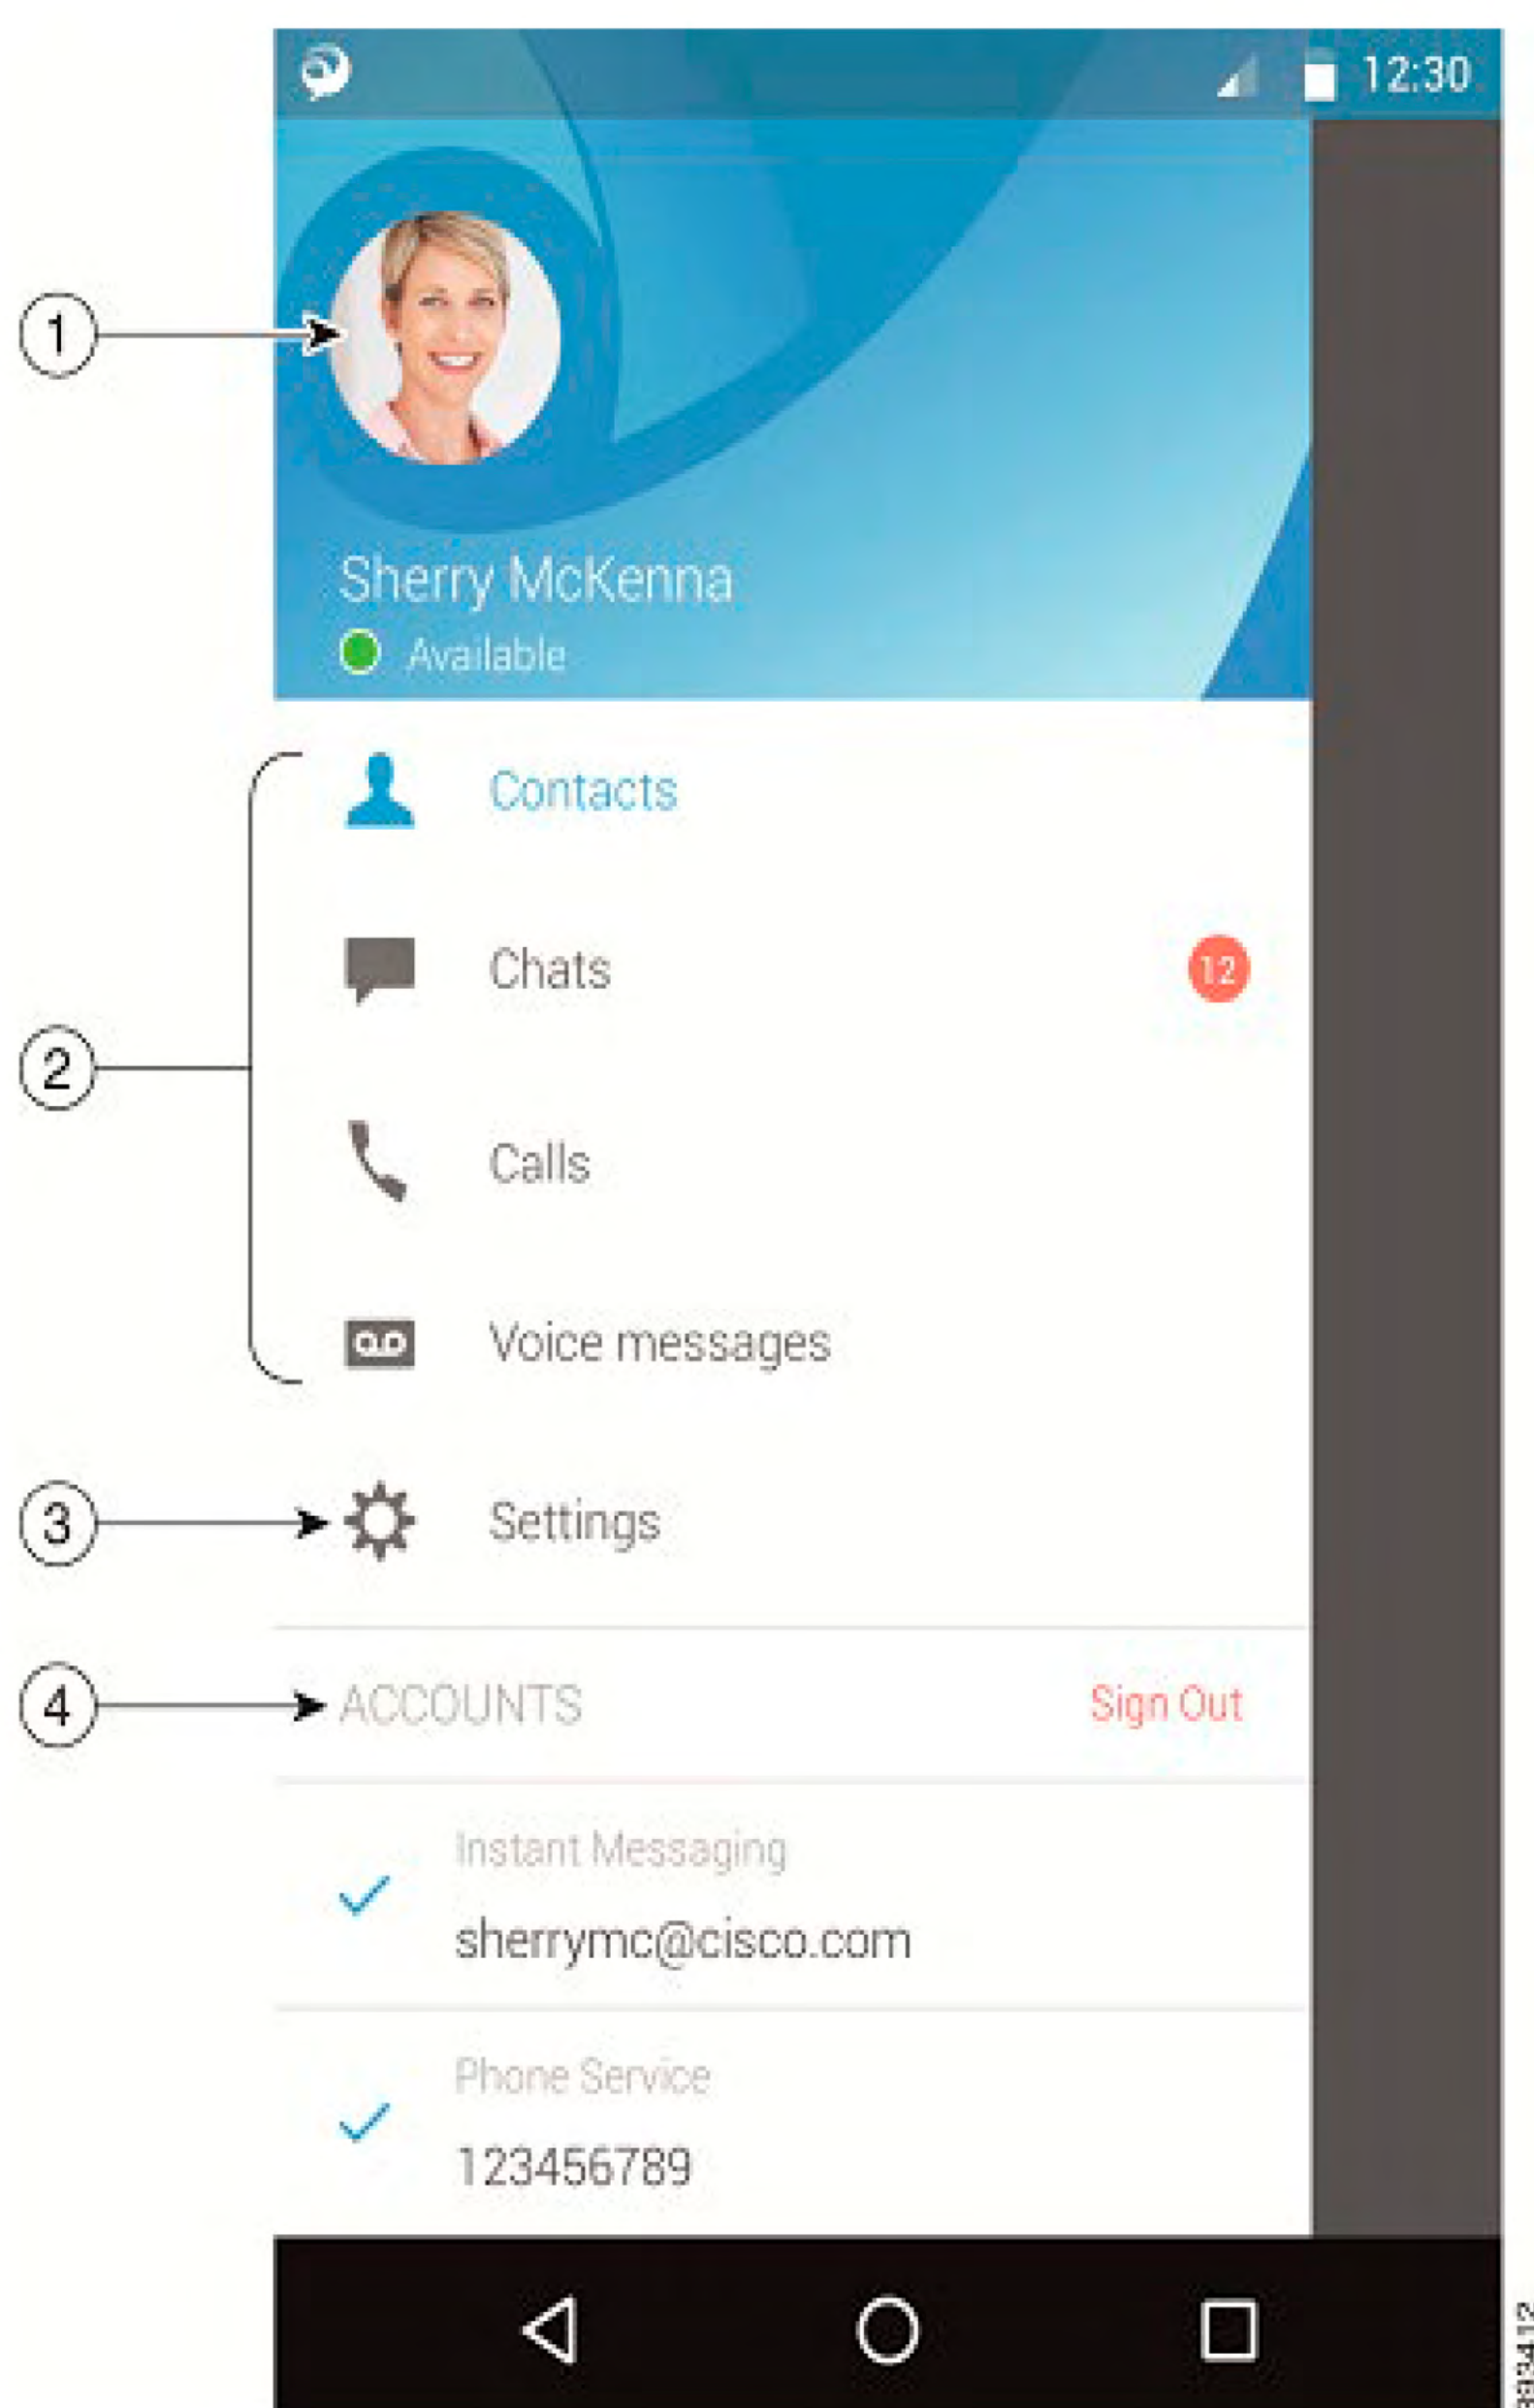 12:30
1
Sherry McKenna
Available
Contacts
Chats 12
2
Calls
Voice messages
3 Settings
4 ACCOUNTS Sign Out
Instant Messaging
sherrymc@cisco.com
Phone Service
123456789